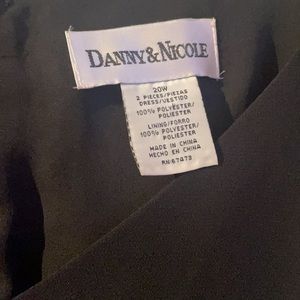 DANNY & NICOLE
20W
2 PIECES/PIEZAS
DRESS/VESTIDO
100% POLYESTER/
POLIESTER
LINING/FORRO
100% POLYESTER/
POLIESTER
MADE IN CHINA
HECHO EN CHINA
RN 67473